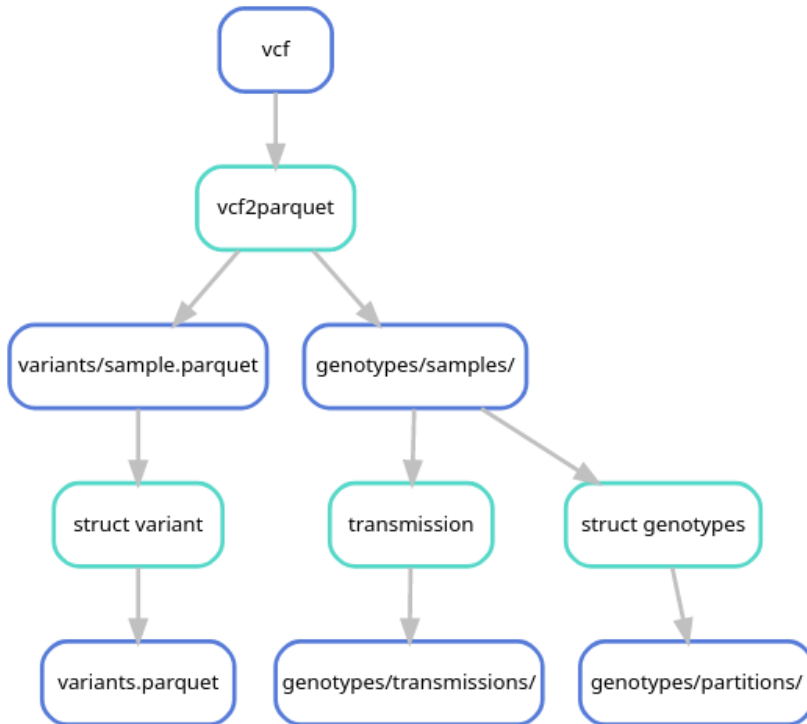 vcf
vcf2parquet
variants/sample.parquet
genotypes/samples/
struct variant
transmission
struct genotypes
variants.parquet
genotypes/transmissions/
genotypes/partitions/